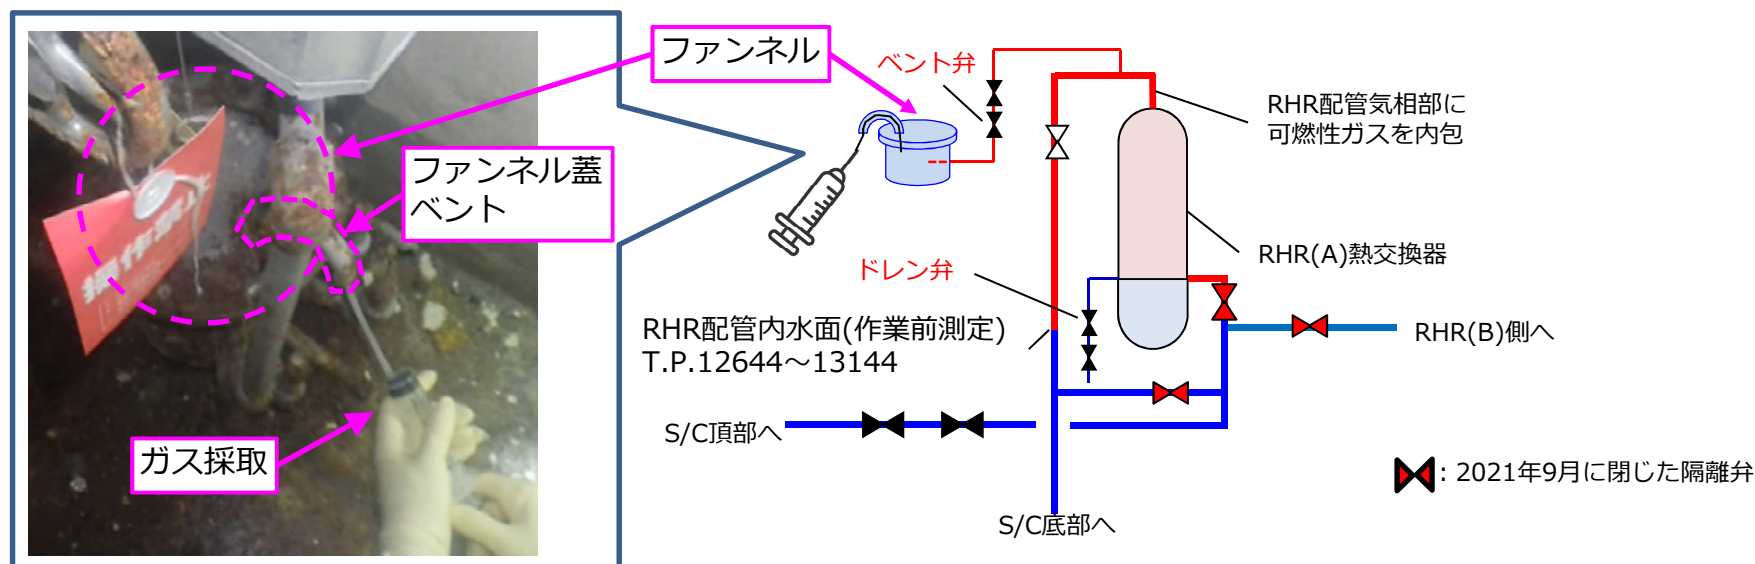 ファンネル
ファンネル蓋
ベント
ガス採取
ベント弁
RHR配管気相部に
可燃性ガスを内包
RHR(A)熱交換器
ドレン弁
RHR配管内水面(作業前測定)
T.P.12644～13144
RHR(B)側へ
S/C頂部へ
S/C底部へ
: 2021年9月に閉じた隔離弁